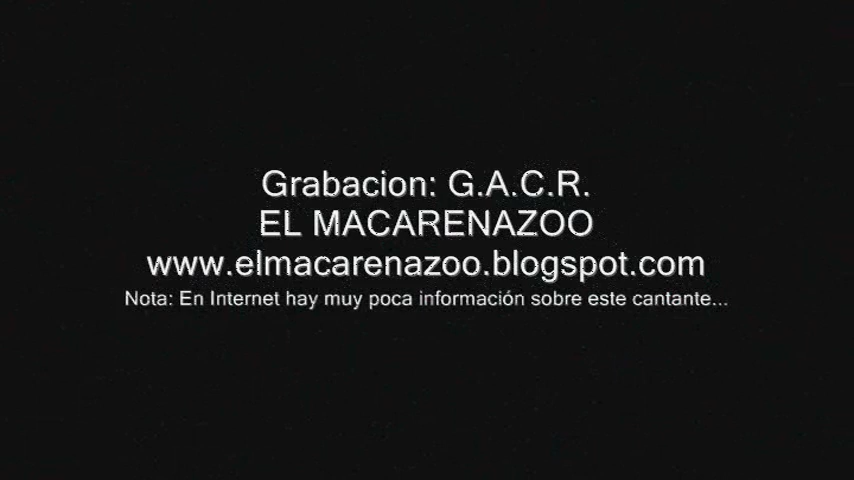 Grabacion: G.A.C.R.
EL MACARENAZOO
www.elmacarenazoo.blogspot.com
Nota: En Internet hay muy poca información sobre este cantante...